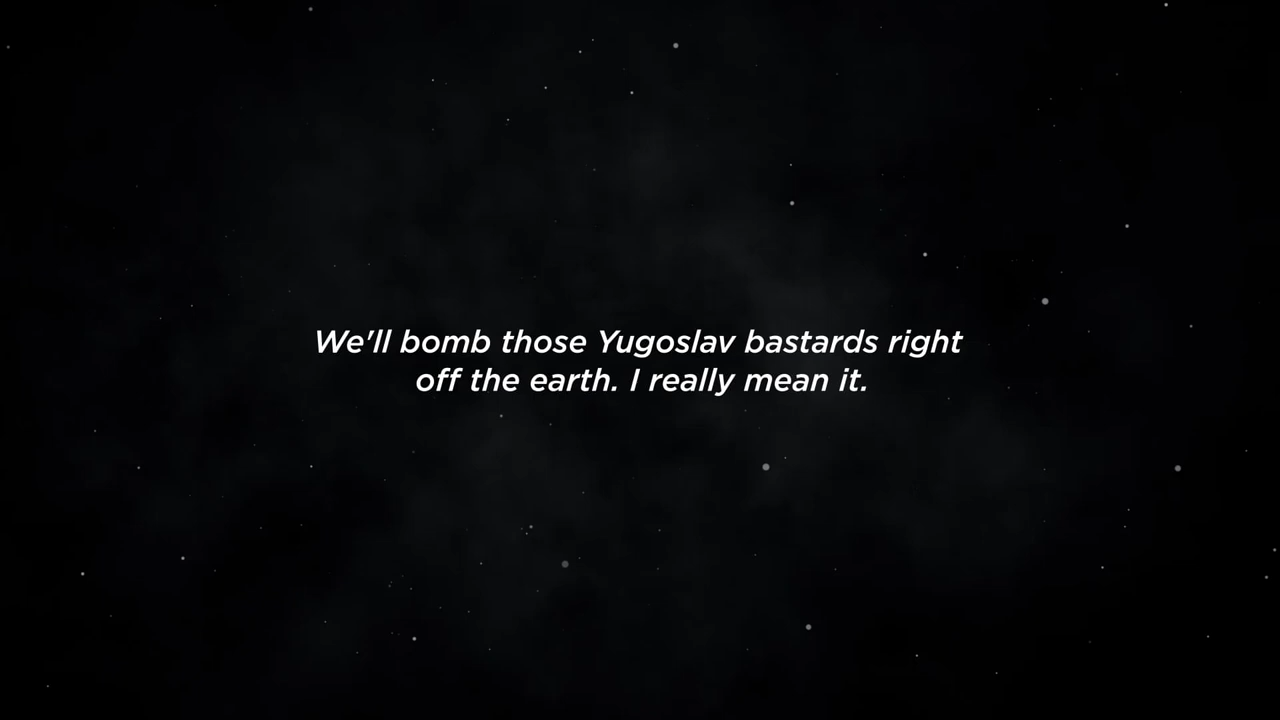 We'll bomb those Yugoslav bastards right
off the earth. I really mean it.